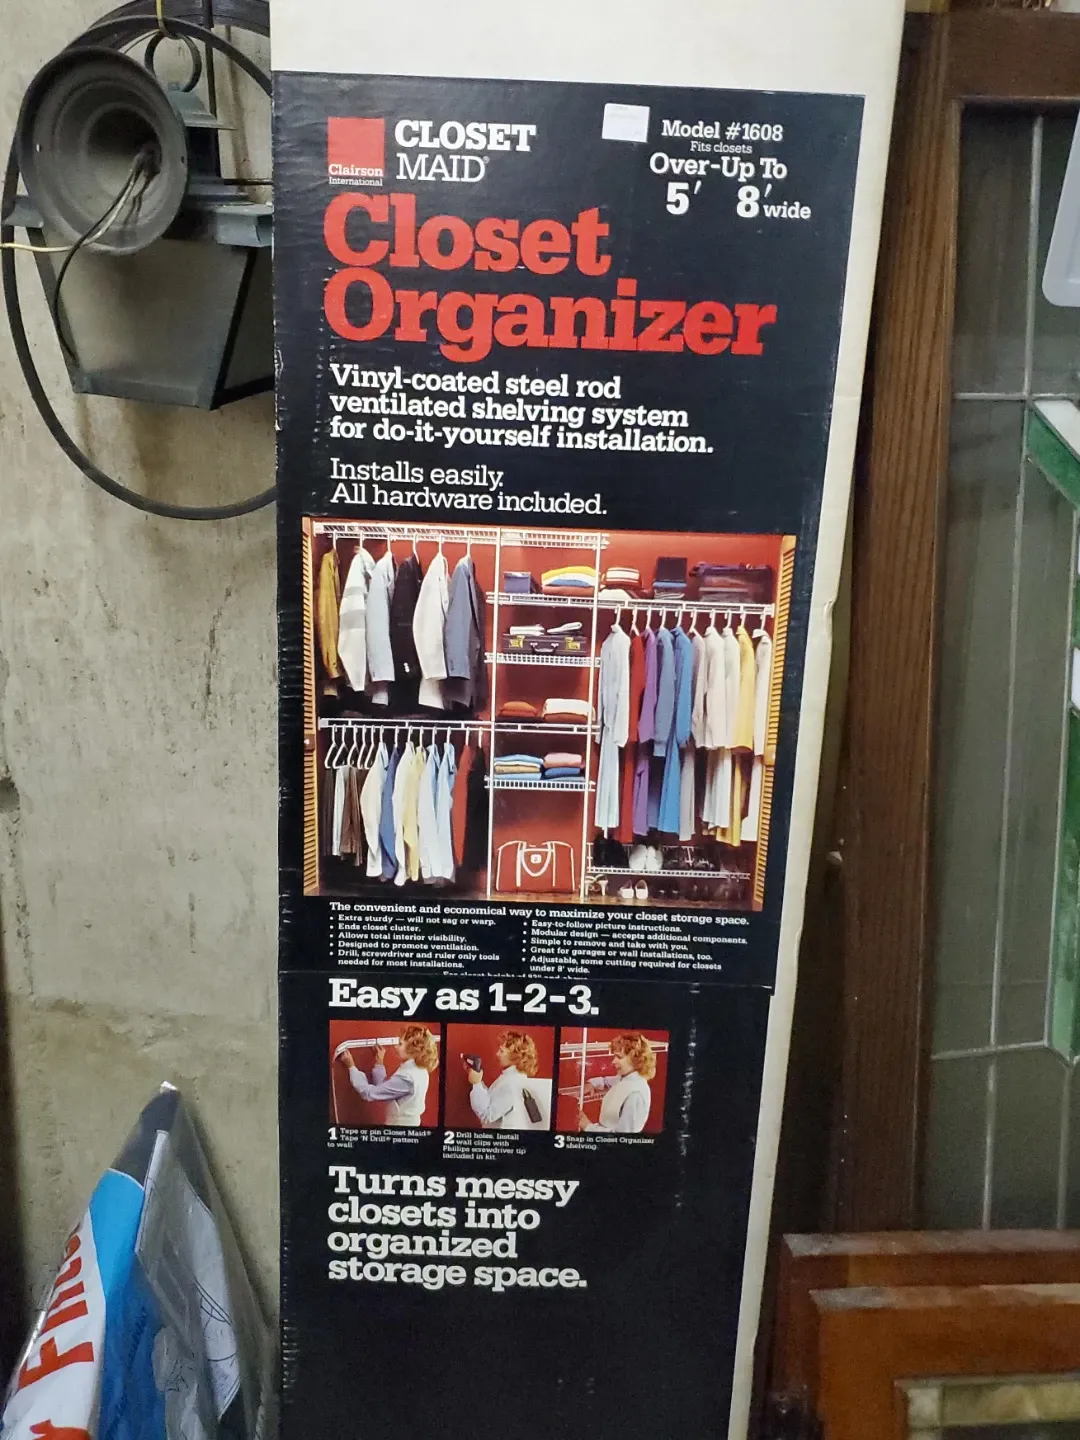 Clairson
International
CLOSET
MAID®
Model #1608
Fits closets
Over-Up To
5' 8' wide
Closet
Organizer
Vinyl-coated steel rod
ventilated shelving system
for do-it-yourself installation.
Installs easily.
All hardware included.
The convenient and economical way to maximize your closet storage space.
• Extra sturdy — will not sag or warp.
• Ends closet clutter.
• Allows total interior visibility.
• Designed to promote ventilation.
• Drill, screwdriver and ruler only tools
needed for most installations.
• Easy-to-follow picture instructions.
• Modular design — accepts additional components.
• Simple to remove and take with you.
• Great for garages or wall installations, too.
• Adjustable, some cutting required for closets
under 8' wide.
For closet height of 82" and above
Easy as 1-2-3.
1 Tape or pin Closet Maid®
Tape 'N Drill® pattern
to wall.
2 Drill holes. Install
wall clips with
Phillips screwdriver tip
included in kit.
3 Snap in Closet Organizer
shelving.
Turns messy
closets into
organized
storage space.